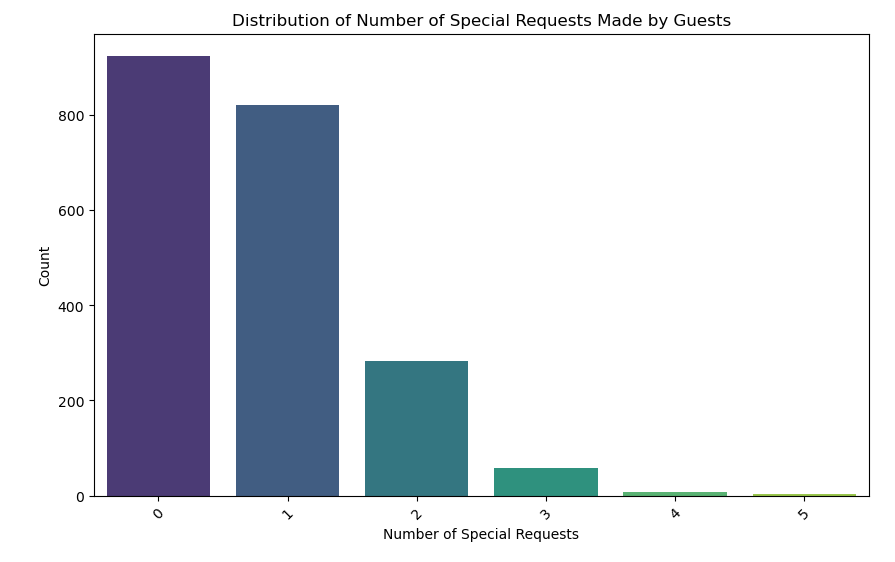 Distribution of Number of Special Requests Made by Guests
Count
800
600
400
200
0
0 1 2 3 4 5
Number of Special Requests